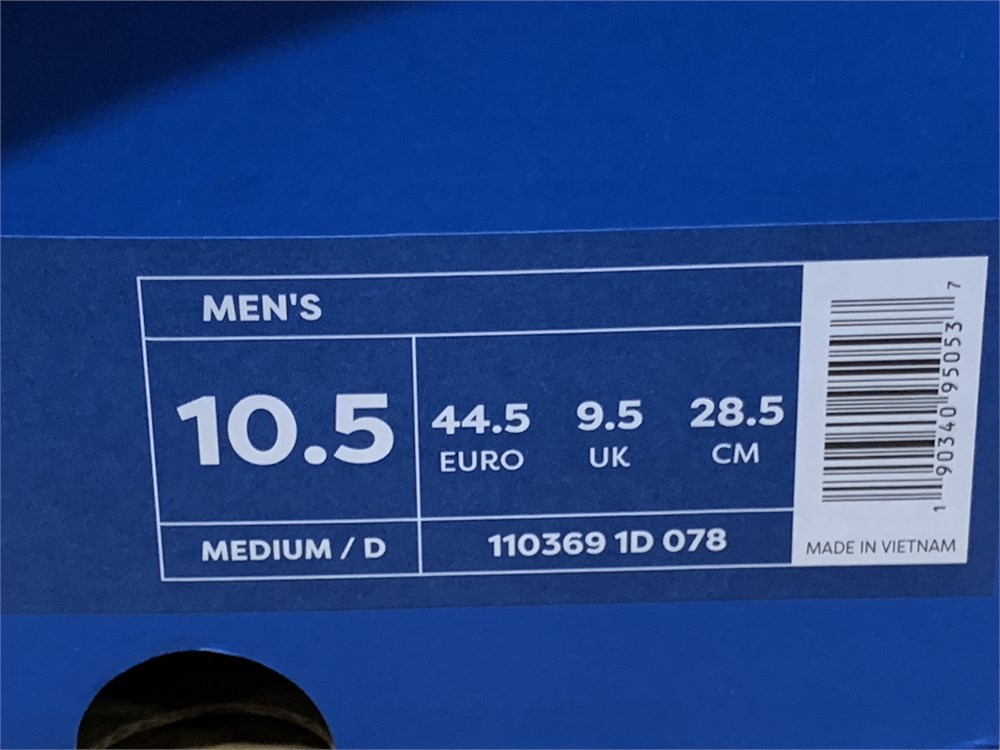 MEN'S
10.5
44.5 9.5 28.5
EURO UK CM
MEDIUM / D
110369 1D 078
1 90340 95053 7
MADE IN VIETNAM